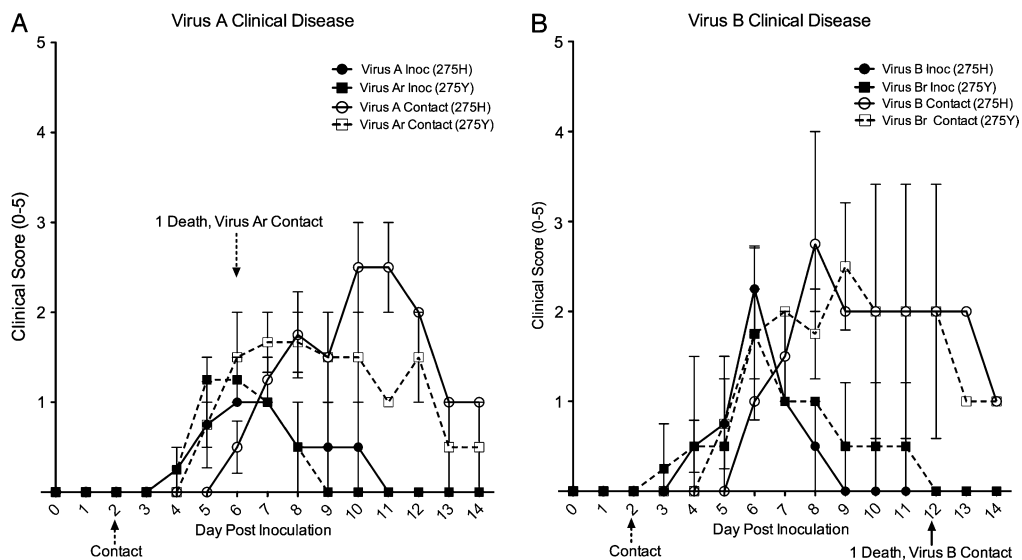 A
Virus A Clinical Disease
5
4
3
2
1
Clinical Score (0-5)
Virus A Inoc (275H)
Virus Ar Inoc (275Y)
Virus A Contact (275H)
Virus Ar Contact (275Y)
1 Death, Virus Ar Contact
0 1 2 3 4 5 6 7 8 9 10 11 12 13 14
Day Post Inoculation
Contact
B
Virus B Clinical Disease
5
4
3
2
1
Clinical Score (0-5)
Virus B Inoc (275H)
Virus Br Inoc (275Y)
Virus B Contact (275H)
Virus Br Contact (275Y)
0 1 2 3 4 5 6 7 8 9 10 11 12 13 14
Day Post Inoculation
Contact
1 Death, Virus B Contact